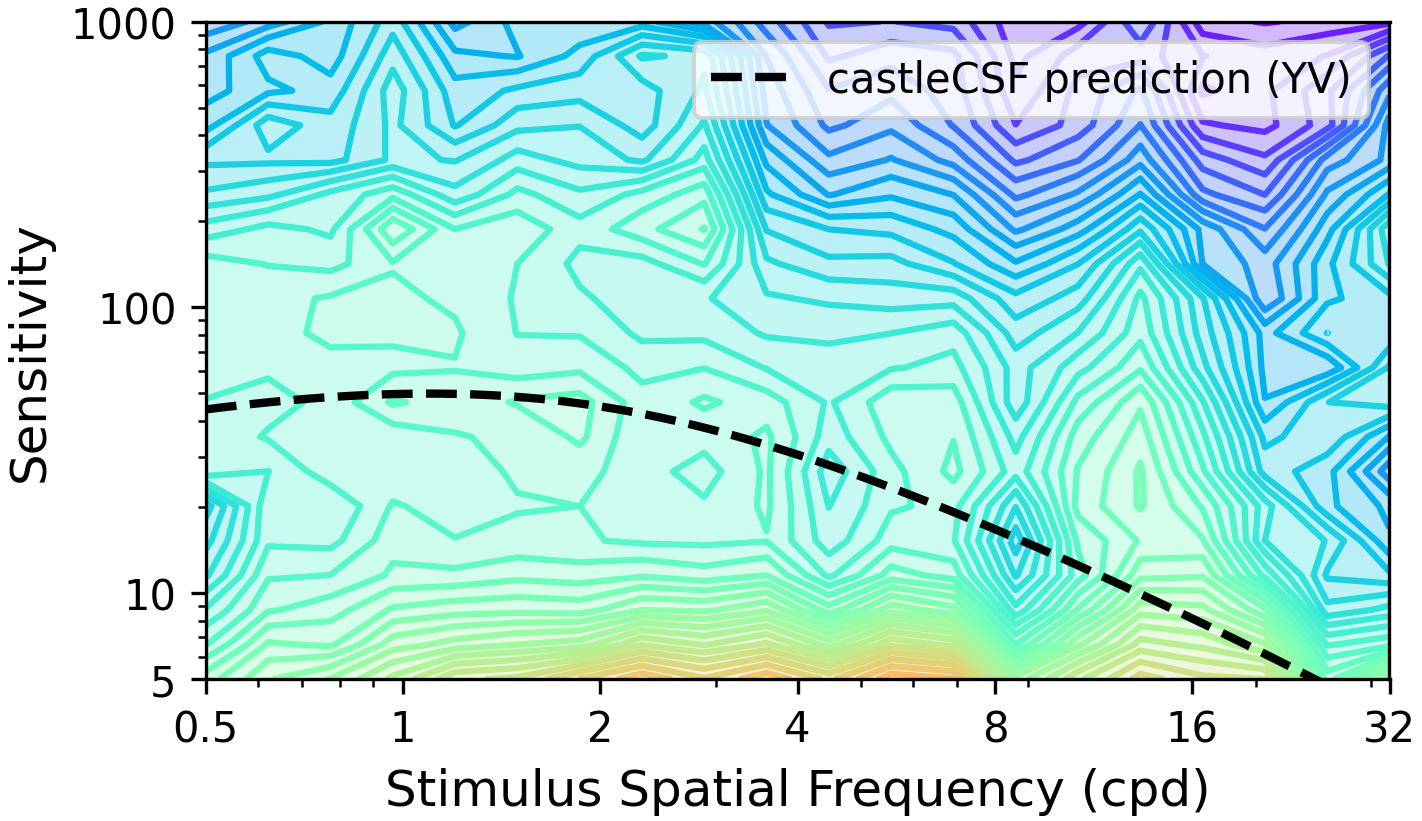 1000
castleCSF prediction (YV)
Sensitivity
100
10
5
0.5 1 2 4 8 16 32
Stimulus Spatial Frequency (cpd)